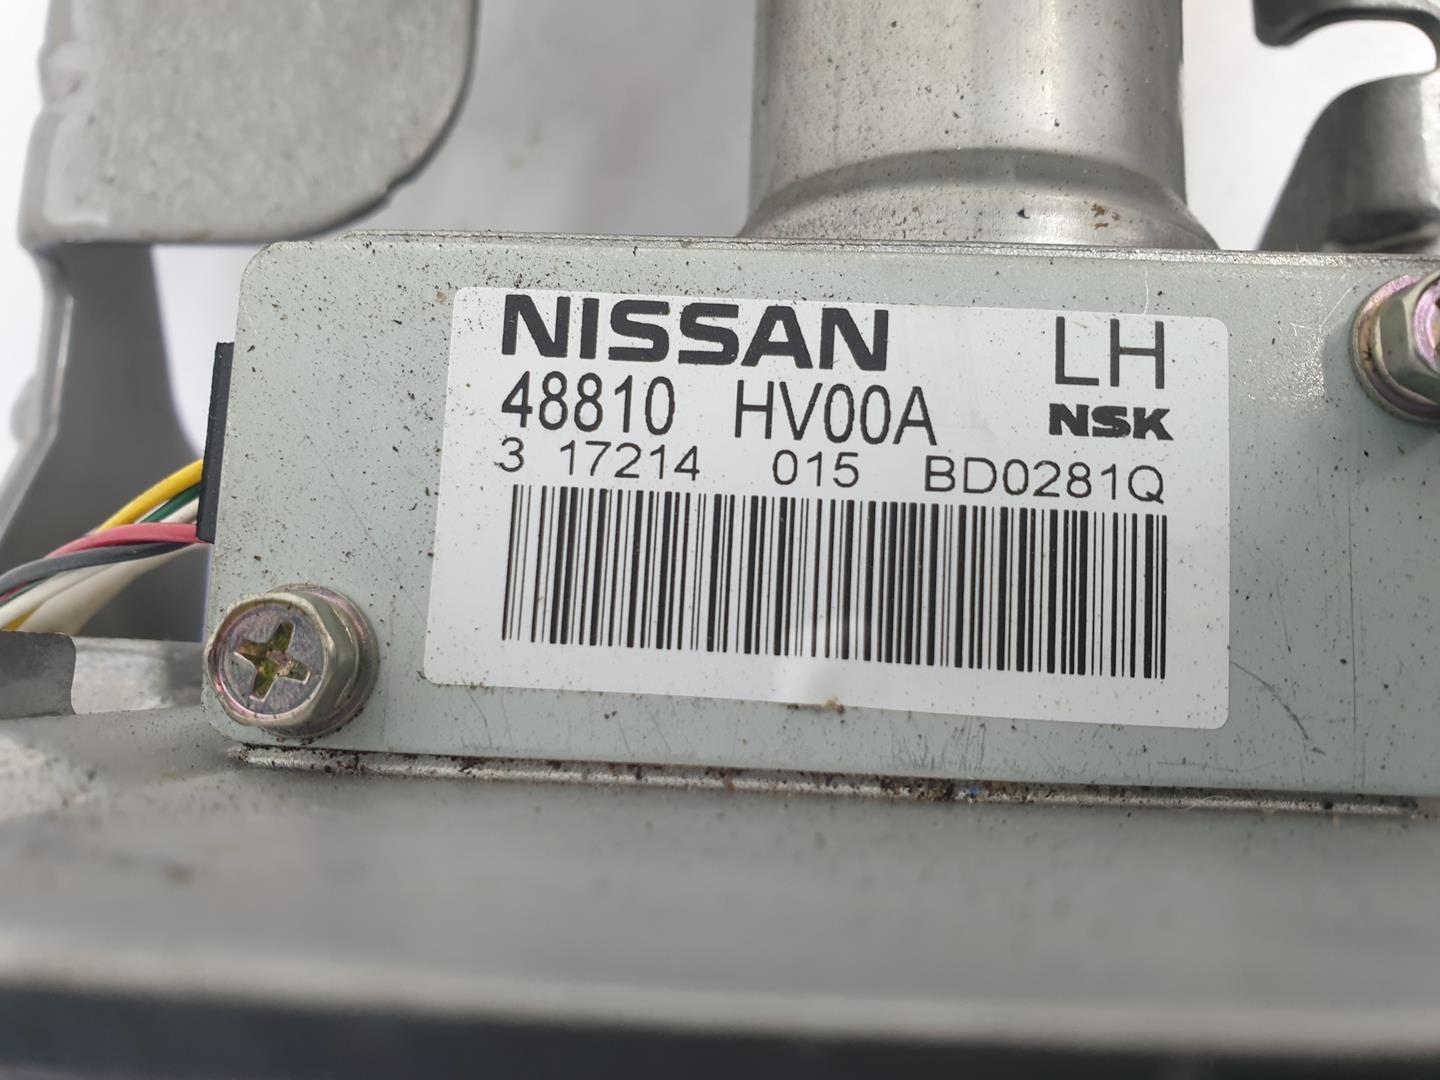 NISSAN LH
48810 HV00A NSK
3 17214 015 BD0281Q